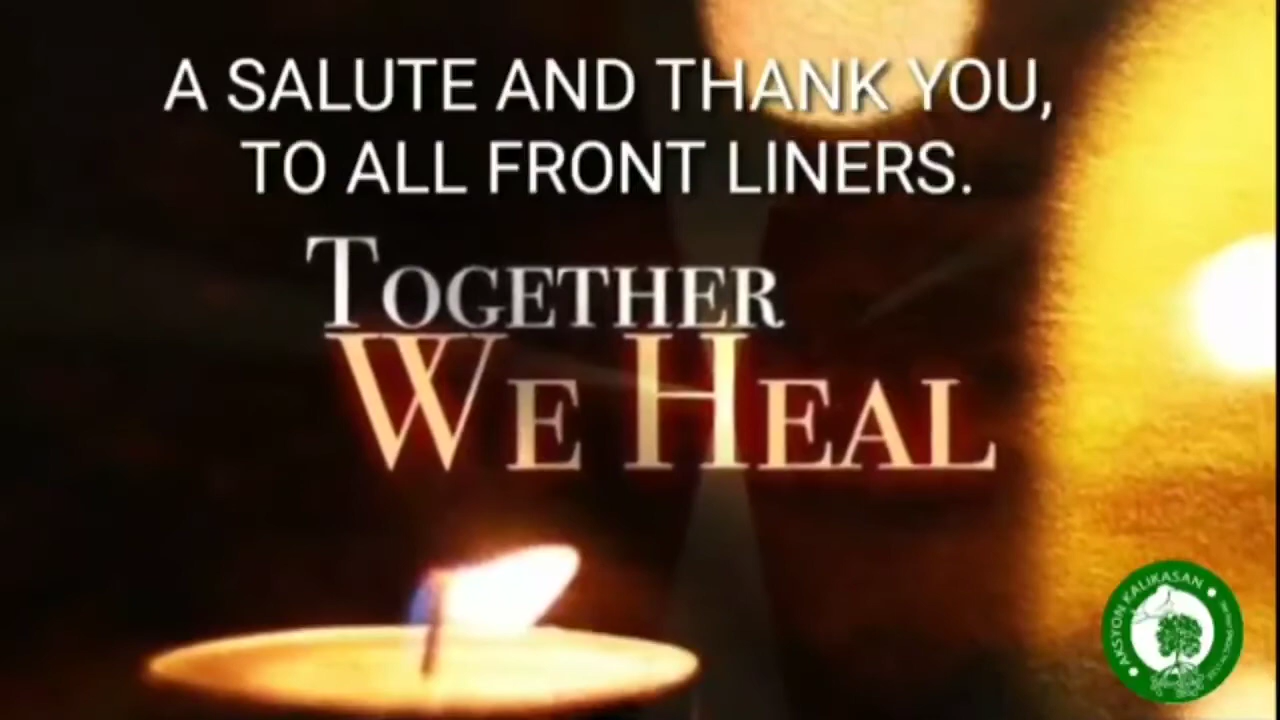 A SALUTE AND THANK YOU,
TO ALL FRONT LINERS.
TOGETHER
WE HEAL
AKSYON KALIKASAN